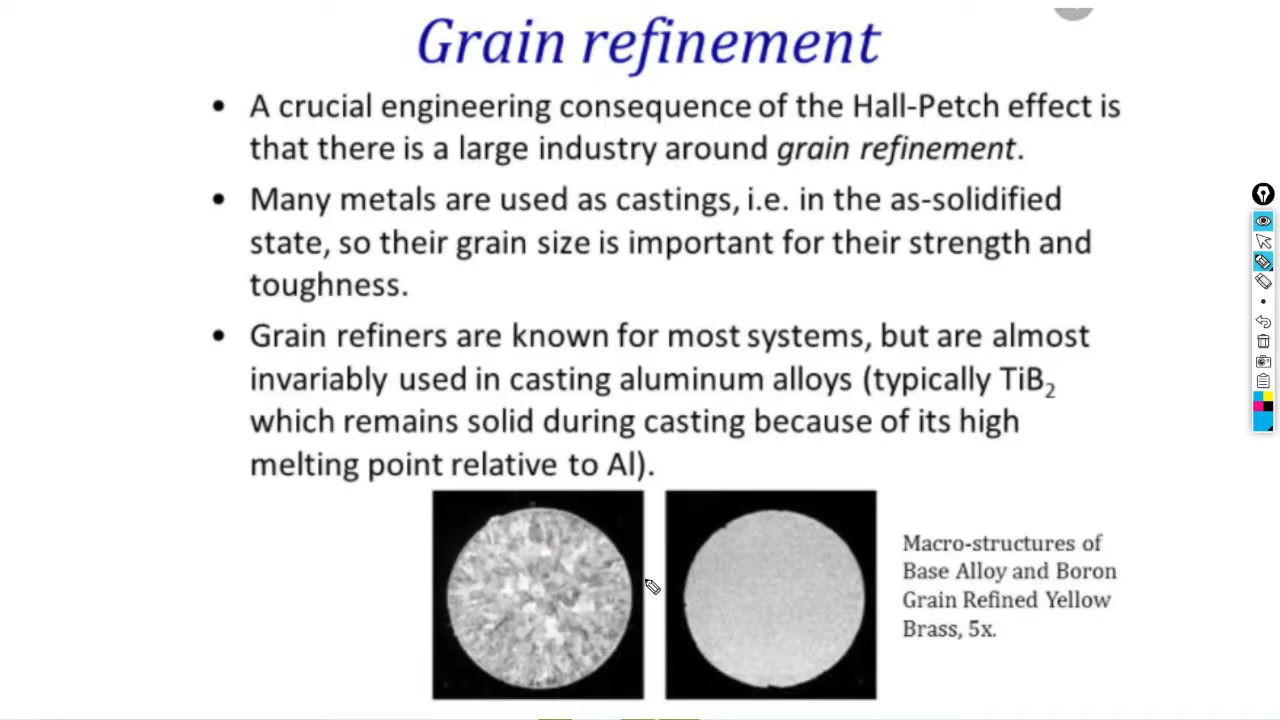 Grain refinement
• A crucial engineering consequence of the Hall-Petch effect is
that there is a large industry around grain refinement.
• Many metals are used as castings, i.e. in the as-solidified
state, so their grain size is important for their strength and
toughness.
• Grain refiners are known for most systems, but are almost
invariably used in casting aluminum alloys (typically TiB₂
which remains solid during casting because of its high
melting point relative to Al).
Macro-structures of
Base Alloy and Boron
Grain Refined Yellow
Brass, 5x.